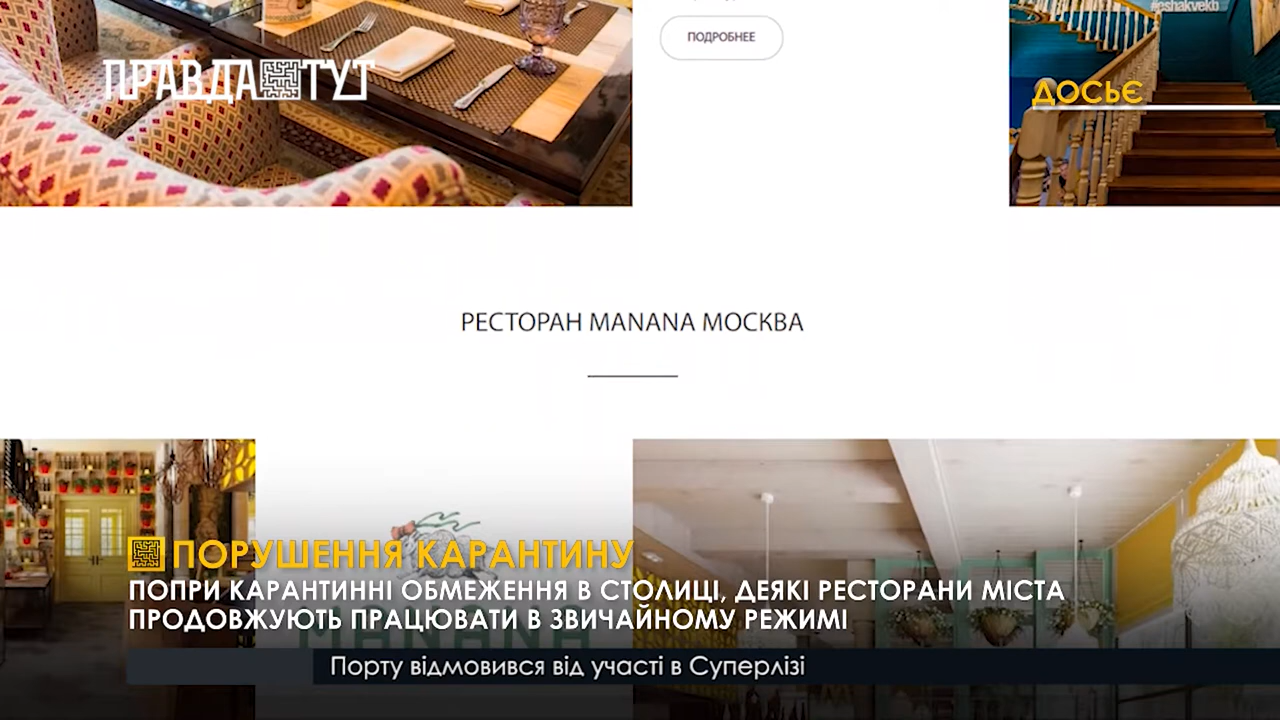 #eshakvekb
ПОДРОБНЕЕ
ПРАВДА ТУТ
ДОСЬЄ
РЕСТОРАН MANANA МОСКВА
ПОРУШЕННЯ КАРАНТИНУ
ПОПРИ КАРАНТИННІ ОБМЕЖЕННЯ В СТОЛИЦІ, ДЕЯКІ РЕСТОРАНИ МІСТА
ПРОДОВЖУЮТЬ ПРАЦЮВАТИ В ЗВИЧАЙНОМУ РЕЖИМІ
Порту відмовився від участі в Суперлізі